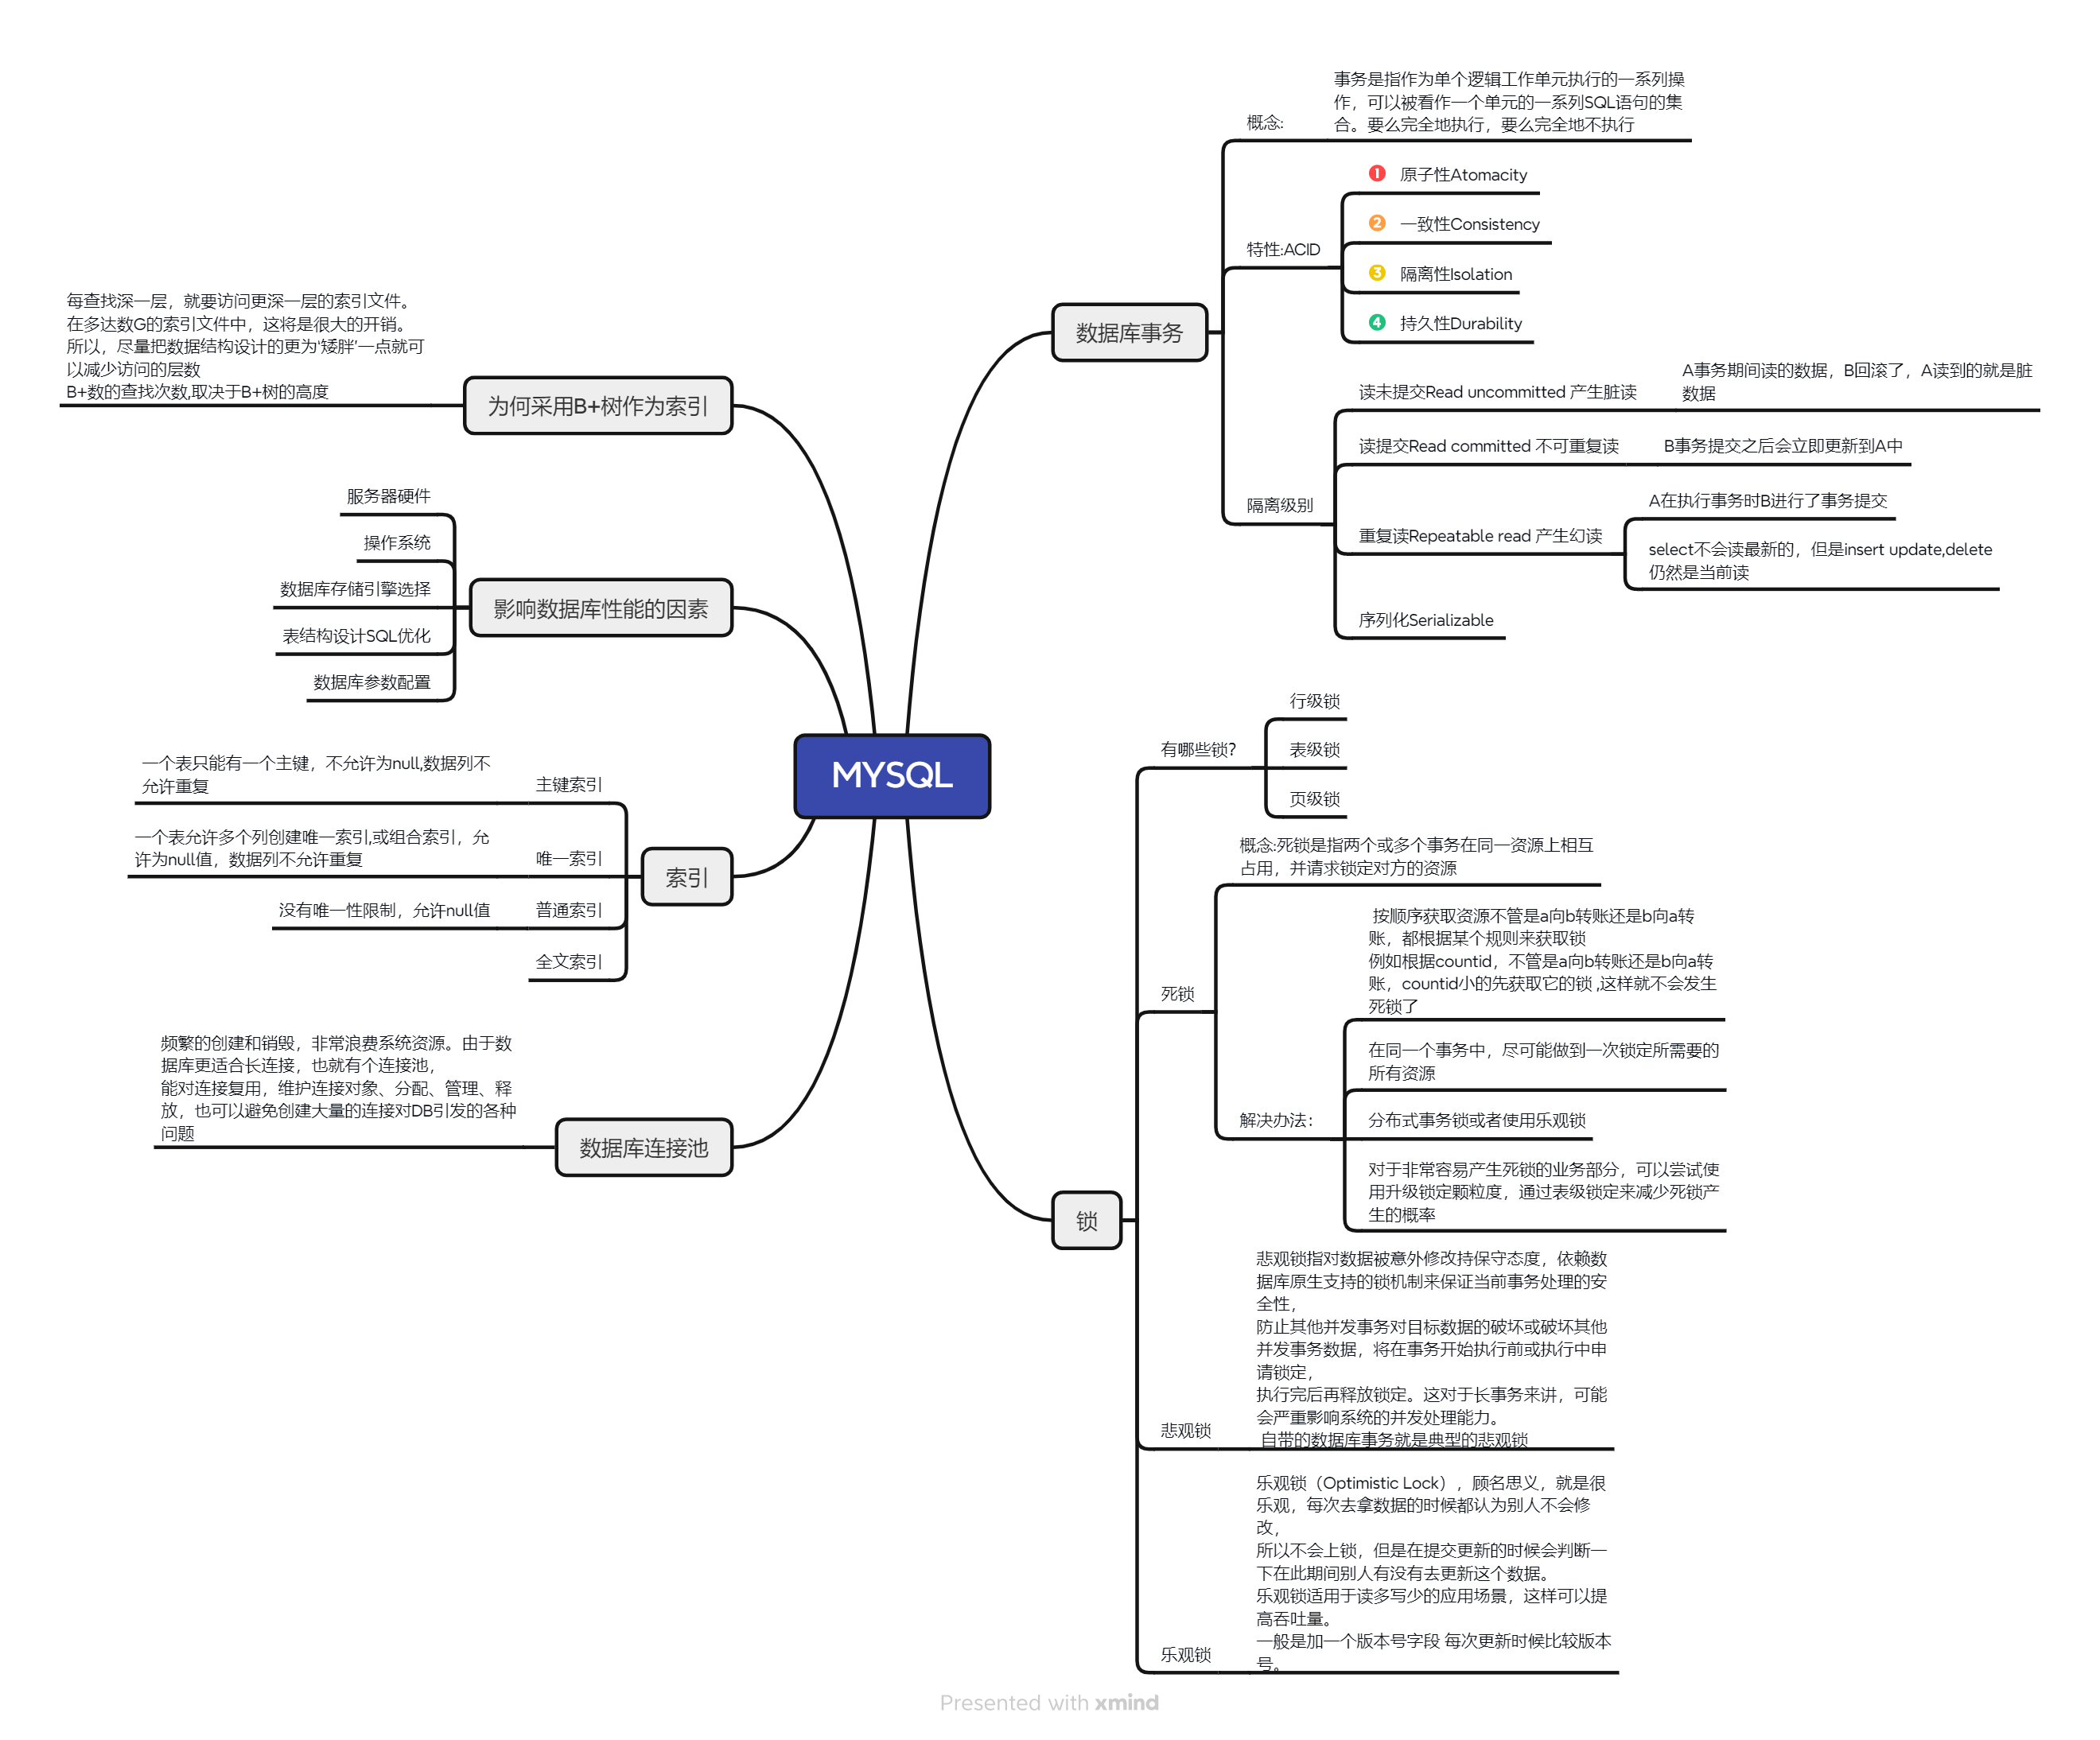 MYSQL
数据库事务
概念:
事务是指作为单个逻辑工作单元执行的一系列操
作，可以被看作一个单元的一系列SQL语句的集
合。要么完全地执行，要么完全地不执行
特性:ACID
1 原子性Atomacity
2 一致性Consistency
3 隔离性Isolation
4 持久性Durability
隔离级别
读未提交Read uncommitted 产生脏读
A事务期间读的数据，B回滚了，A读到的就是脏
数据
读提交Read committed 不可重复读
B事务提交之后会立即更新到A中
重复读Repeatable read 产生幻读
A在执行事务时B进行了事务提交
select不会读最新的，但是insert update,delete
仍然是当前读
序列化Serializable
锁
有哪些锁？
行级锁
表级锁
页级锁
死锁
概念:死锁是指两个或多个事务在同一资源上相互
占用，并请求锁定对方的资源
解决办法：
按顺序获取资源不管是a向b转账还是b向a转
账，都根据某个规则来获取锁
例如根据countid，不管是a向b转账还是b向a转
账，countid小的先获取它的锁 ,这样就不会发生
死锁了
在同一个事务中，尽可能做到一次锁定所需要的
所有资源
分布式事务锁或者使用乐观锁
对于非常容易产生死锁的业务部分，可以尝试使
用升级锁定颗粒度，通过表级锁定来减少死锁产
生的概率
悲观锁
悲观锁指对数据被意外修改持保守态度，依赖数
据库原生支持的锁机制来保证当前事务处理的安
全性，
防止其他并发事务对目标数据的破坏或破坏其他
并发事务数据，将在事务开始执行前或执行中申
请锁定，
执行完后再释放锁定。这对于长事务来讲，可能
会严重影响系统的并发处理能力。
自带的数据库事务就是典型的悲观锁
乐观锁
乐观锁（Optimistic Lock），顾名思义，就是很
乐观，每次去拿数据的时候都认为别人不会修
改，
所以不会上锁，但是在提交更新的时候会判断一
下在此期间别人有没有去更新这个数据。
乐观锁适用于读多写少的应用场景，这样可以提
高吞吐量。
一般是加一个版本号字段 每次更新时候比较版本
号。
为何采用B+树作为索引
每查找深一层，就要访问更深一层的索引文件。
在多达数G的索引文件中，这将是很大的开销。
所以，尽量把数据结构设计的更为‘矮胖’一点就可
以减少访问的层数
B+数的查找次数,取决于B+树的高度
影响数据库性能的因素
服务器硬件
操作系统
数据库存储引擎选择
表结构设计SQL优化
数据库参数配置
索引
主键索引
一个表只能有一个主键，不允许为null,数据列不
允许重复
唯一索引
一个表允许多个列创建唯一索引,或组合索引，允
许为null值，数据列不允许重复
普通索引
没有唯一性限制，允许null值
全文索引
数据库连接池
频繁的创建和销毁，非常浪费系统资源。由于数
据库更适合长连接，也就有个连接池，
能对连接复用，维护连接对象、分配、管理、释
放，也可以避免创建大量的连接对DB引发的各种
问题
Presented with xmind